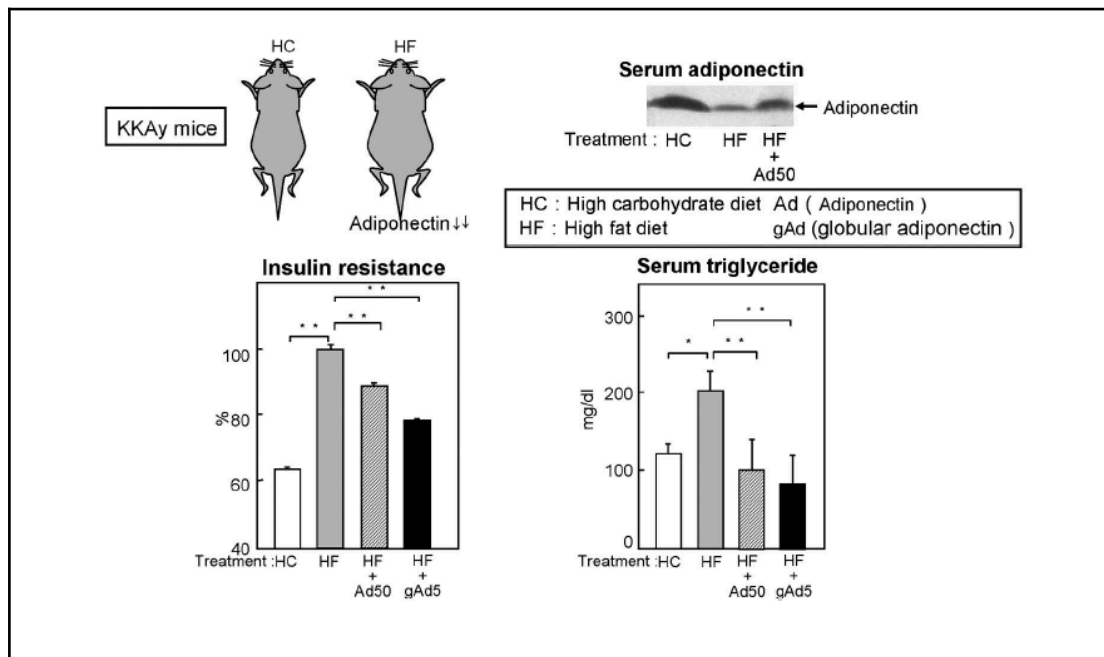 HC HF
KKAy mice
Adiponectin↓↓
Serum adiponectin
Adiponectin
Treatment : HC HF HF
+
Ad50
HC : High carbohydrate diet Ad ( Adiponectin )
HF : High fat diet gAd (globular adiponectin )
Insulin resistance
* *
* *
* *
100
80
60
40
%
Treatment :HC HF HF HF
+ +
Ad50 gAd5
Serum triglyceride
* *
* * *
300
200
100
0
mg/dl
Treatment :HC HF HF HF
+ +
Ad50 gAd5